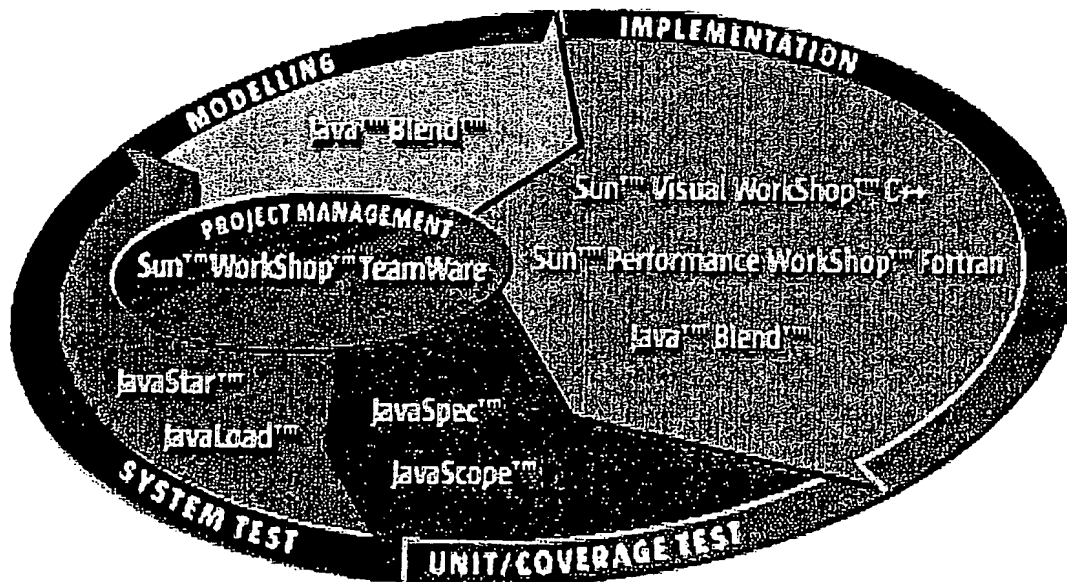 IMPLEMENTATION
MODELLING
Java™ Blend™
Sun™ Visual WorkShop™ C++
PROJECT MANAGEMENT
Sun™ WorkShop™ TeamWare
Sun™ Performance WorkShop™ Fortran
Java™ Blend™
JavaStar™
JavaSpec™
JavaLoad™
JavaScope™
SYSTEM TEST
UNIT/COVERAGE TEST